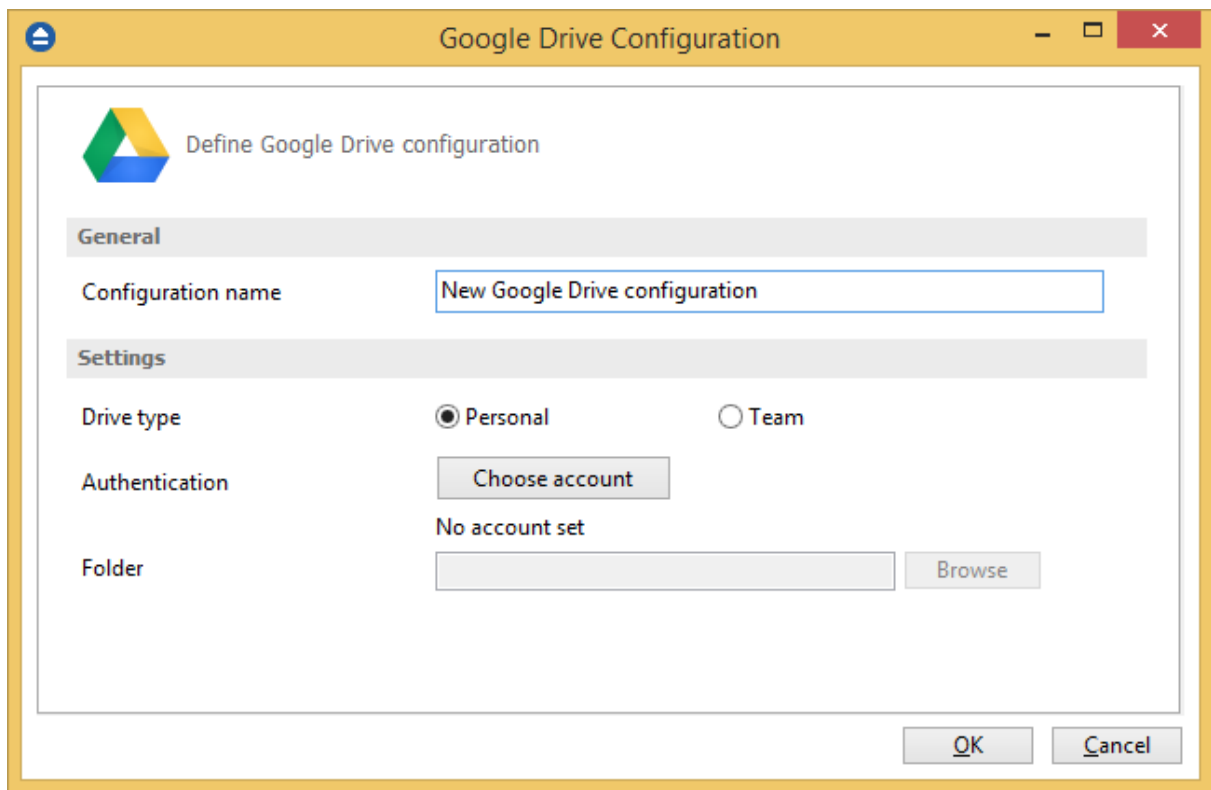 Google Drive Configuration
Define Google Drive configuration
General
Configuration name New Google Drive configuration
Settings
Drive type Personal Team
Authentication Choose account
No account set
Folder Browse
OK Cancel